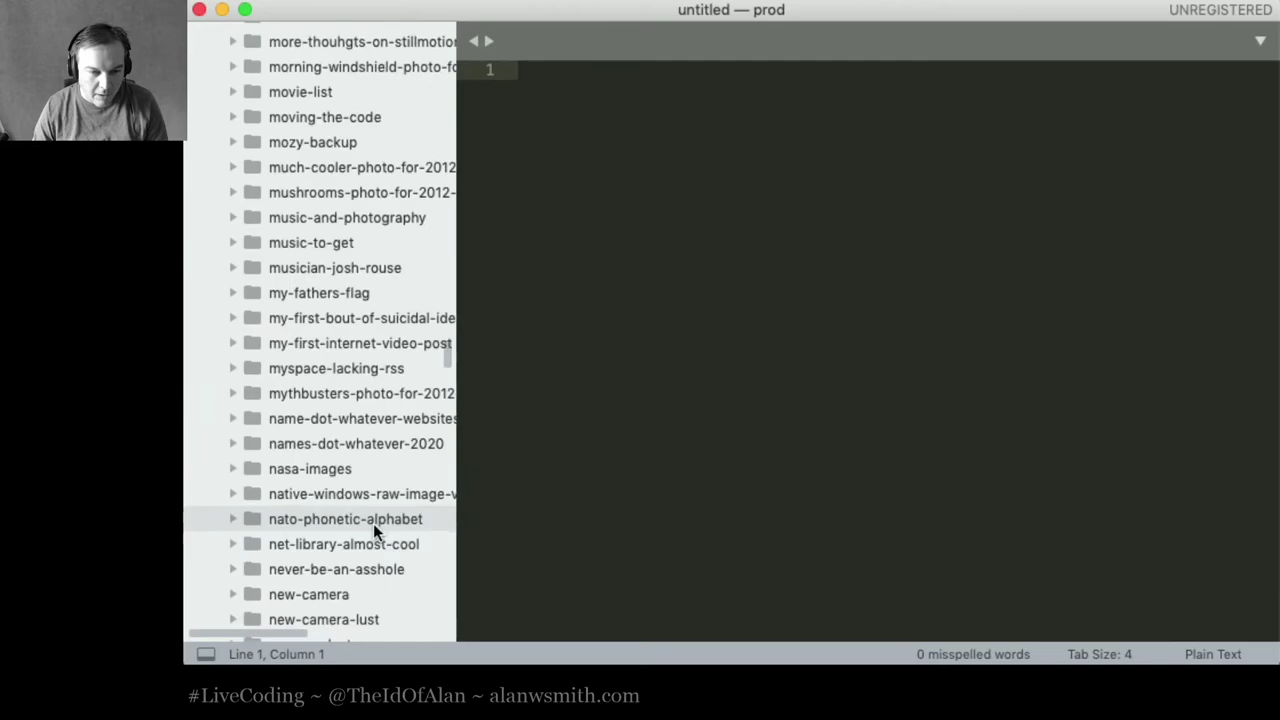 untitled — prod
UNREGISTERED
more-thouhgts-on-stillmotion
morning-windshield-photo-fo
movie-list
moving-the-code
mozy-backup
much-cooler-photo-for-2012
mushrooms-photo-for-2012-
music-and-photography
music-to-get
musician-josh-rouse
my-fathers-flag
my-first-bout-of-suicidal-ide
my-first-internet-video-post
myspace-lacking-rss
mythbusters-photo-for-2012
name-dot-whatever-websites
names-dot-whatever-2020
nasa-images
native-windows-raw-image-v
nato-phonetic-alphabet
net-library-almost-cool
never-be-an-asshole
new-camera
new-camera-lust
1
Line 1, Column 1
0 misspelled words
Tab Size: 4
Plain Text
#LiveCoding ~ @TheIdOfAlan ~ alanwsmith.com